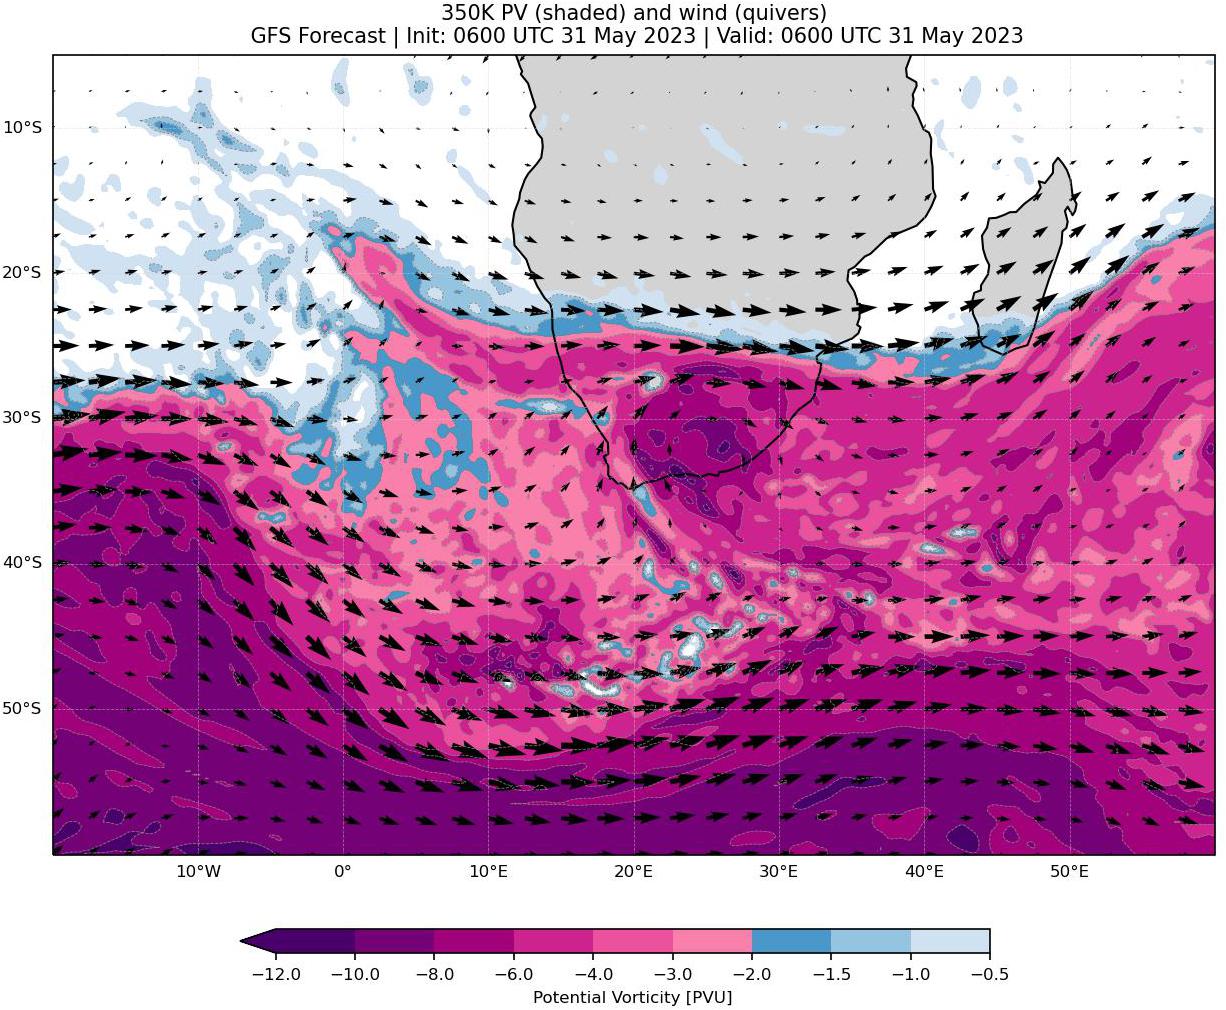 350K PV (shaded) and wind (quivers)
GFS Forecast | Init: 0600 UTC 31 May 2023 | Valid: 0600 UTC 31 May 2023
10°S
20°S
30°S
40°S
50°S
10°W 0° 10°E 20°E 30°E 40°E 50°E
−12.0 −10.0 −8.0 −6.0 −4.0 −3.0 −2.0 −1.5 −1.0 −0.5
Potential Vorticity [PVU]